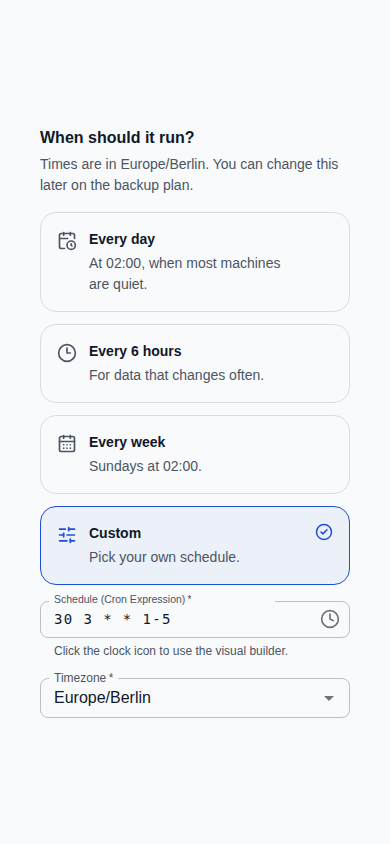 When should it run?
Times are in Europe/Berlin. You can change this
later on the backup plan.
Every day
At 02:00, when most machines
are quiet.
Every 6 hours
For data that changes often.
Every week
Sundays at 02:00.
Custom
Pick your own schedule.
Schedule (Cron Expression) *
30 3 * * 1-5
Click the clock icon to use the visual builder.
Timezone *
Europe/Berlin